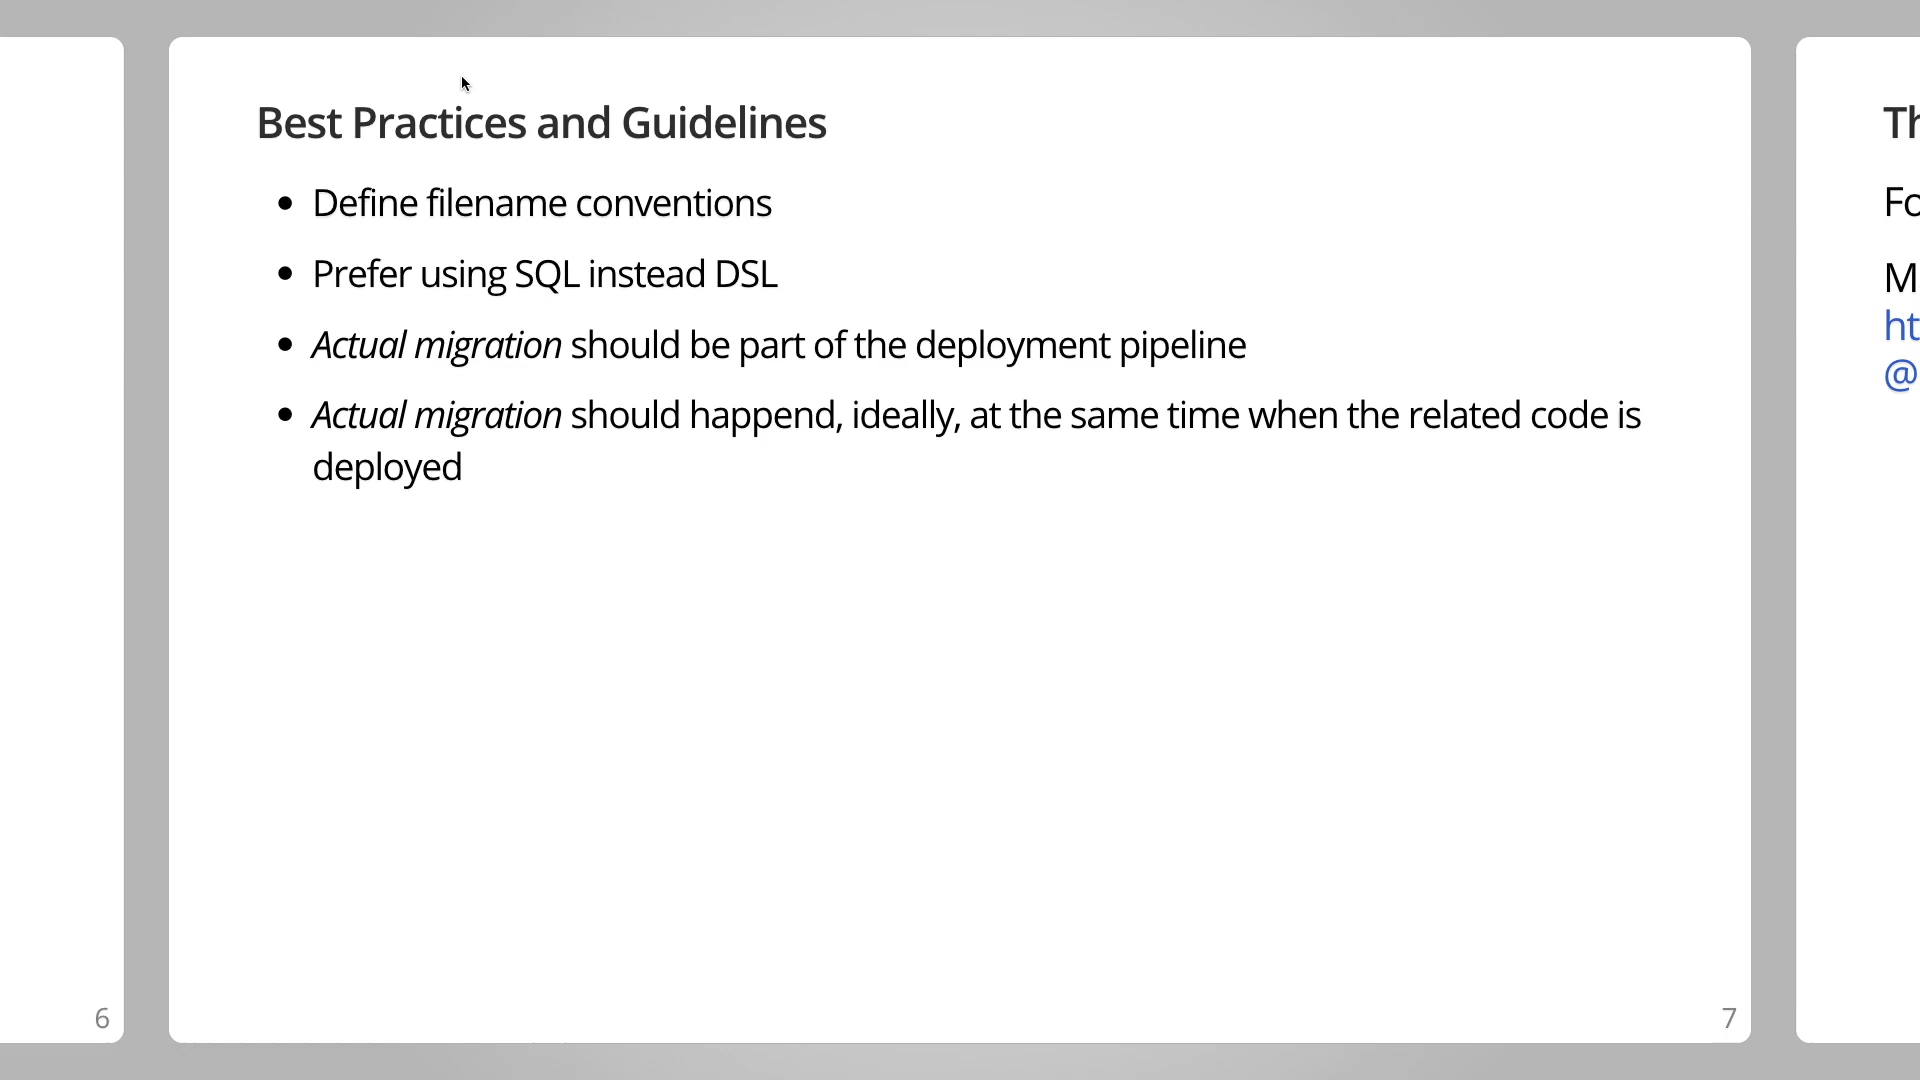 Best Practices and Guidelines
Define filename conventions
Prefer using SQL instead DSL
Actual migration should be part of the deployment pipeline
Actual migration should happend, ideally, at the same time when the related code is
deployed
6
7